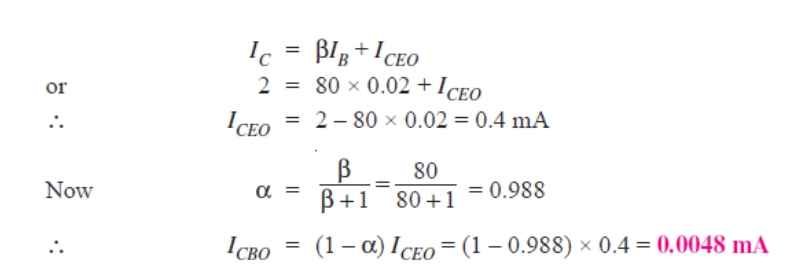 I_C = βI_B + I_CEO
or 2 = 80 × 0.02 + I_CEO
∴ I_CEO = 2 – 80 × 0.02 = 0.4 mA
Now α = β/(β + 1) = 80/(80 + 1) = 0.988
∴ I_CBO = (1 – α) I_CEO = (1 – 0.988) × 0.4 = 0.0048 mA